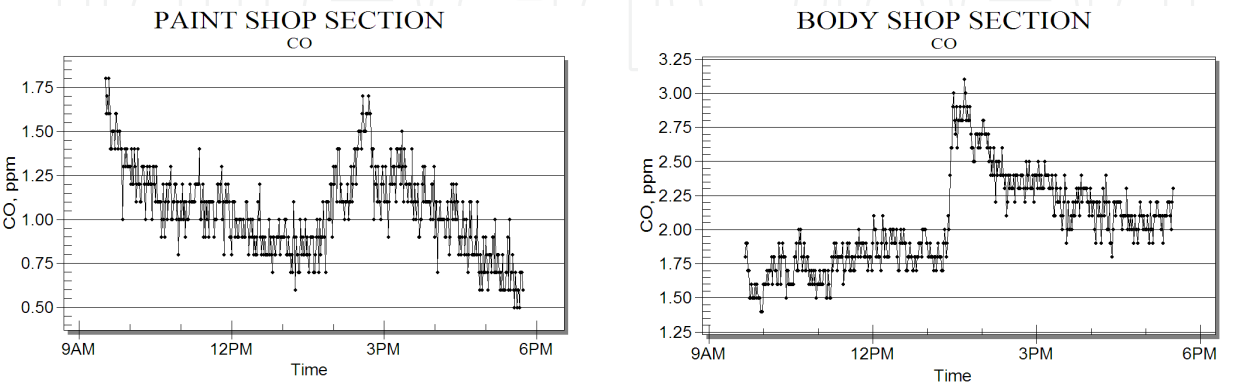 PAINT SHOP SECTION
CO
CO, ppm
1.75
1.50
1.25
1.00
0.75
0.50
9AM 12PM 3PM 6PM
Time
BODY SHOP SECTION
CO
CO, ppm
3.25
3.00
2.75
2.50
2.25
2.00
1.75
1.50
1.25
9AM 12PM 3PM 6PM
Time